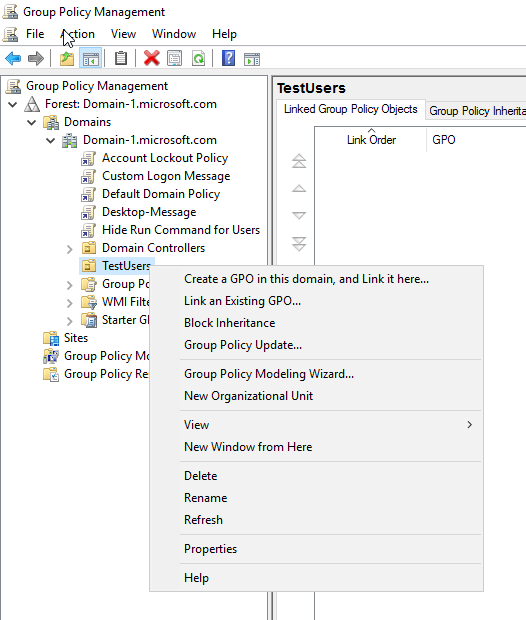 Group Policy Management
File Action View Window Help
Group Policy Management
Forest: Domain-1.microsoft.com
Domains
Domain-1.microsoft.com
Account Lockout Policy
Custom Logon Message
Default Domain Policy
Desktop-Message
Hide Run Command for Users
Domain Controllers
TestUsers
Group Po
WMI Filte
Starter G
Sites
Group Policy Mo
Group Policy Re
TestUsers
Linked Group Policy Objects Group Policy Inherita
Link Order GPO
Create a GPO in this domain, and Link it here...
Link an Existing GPO...
Block Inheritance
Group Policy Update...
Group Policy Modeling Wizard...
New Organizational Unit
View
New Window from Here
Delete
Rename
Refresh
Properties
Help